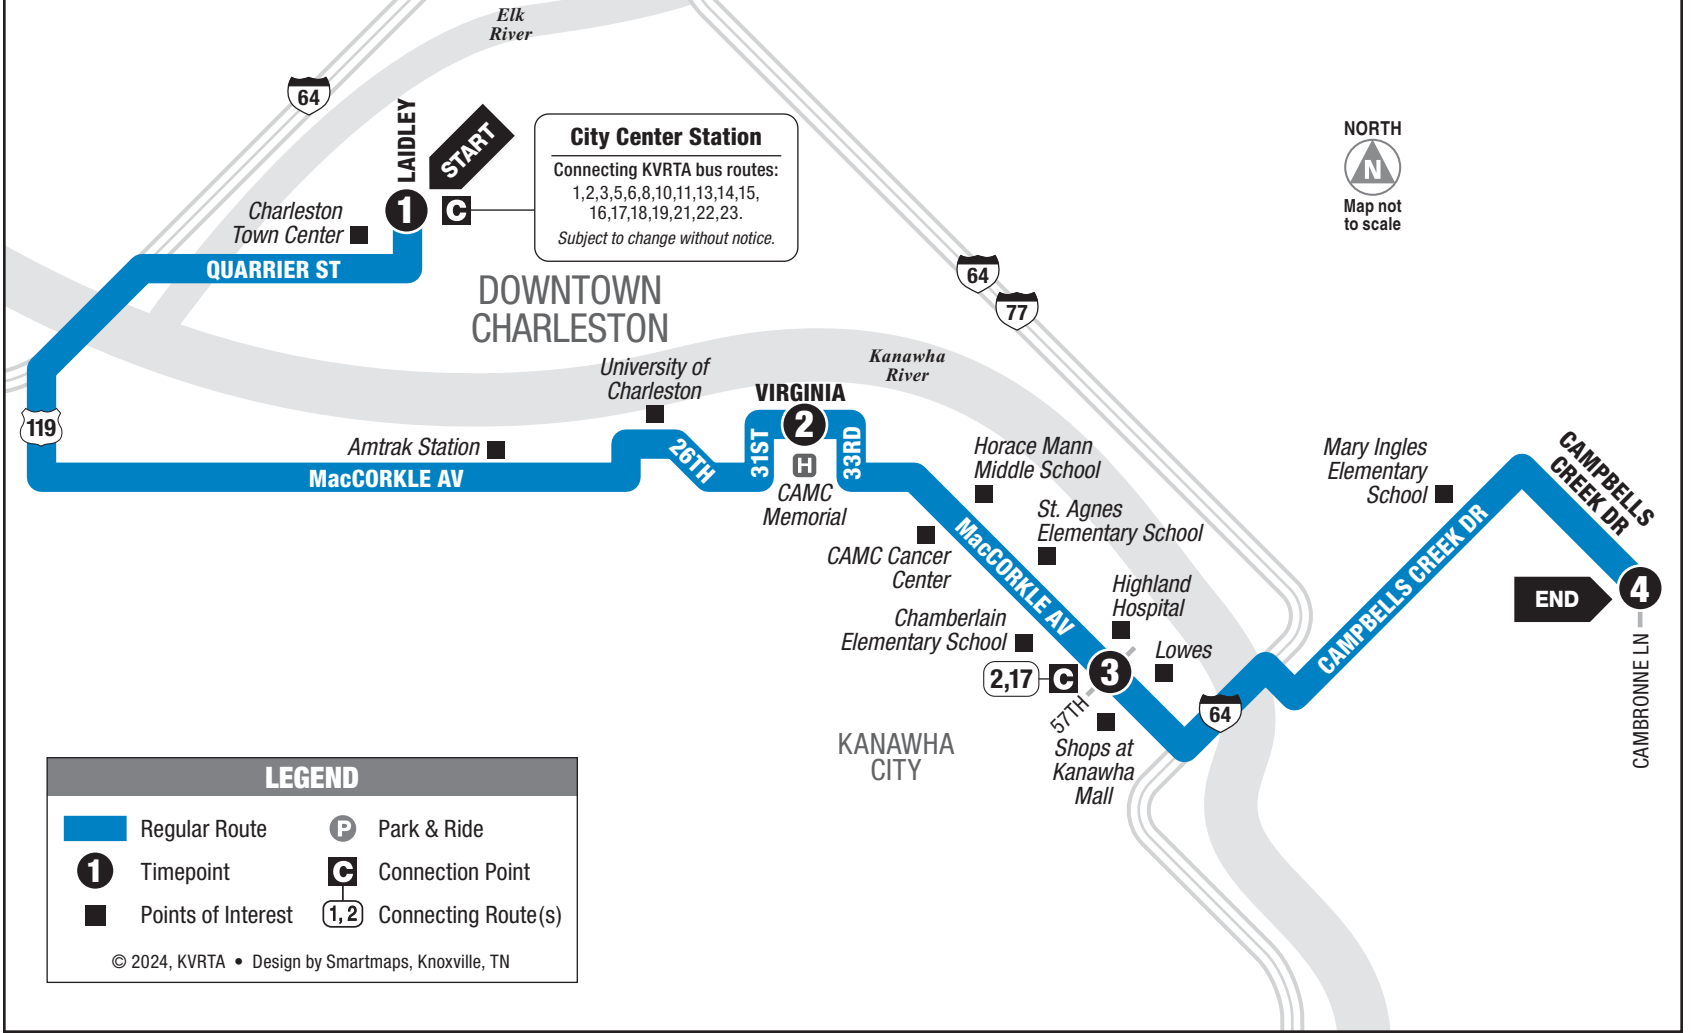 Elk
River
64
LAIDLEY
START
City Center Station
Connecting KVRTA bus routes:
1,2,3,5,6,8,10,11,13,14,15,
16,17,18,19,21,22,23.
Subject to change without notice.
NORTH
N
Map not
to scale
1
C
Charleston
Town Center
QUARRIER ST
DOWNTOWN
CHARLESTON
64
77
Kanawha
River
University of
Charleston
VIRGINIA
2
119
Amtrak Station
MacCORKLE AV
26TH
31ST
33RD
H
CAMC
Memorial
Horace Mann
Middle School
St. Agnes
Elementary School
CAMC Cancer
Center
MacCORKLE AV
Highland
Hospital
Chamberlain
Elementary School
Lowes
2,17
C
3
57TH
Shops at
Kanawha
Mall
KANAWHA
CITY
64
Mary Ingles
Elementary
School
CAMPBELLS CREEK DR
CAMPBELLS
CREEK DR
END
4
CAMBRONNE LN
LEGEND
Regular Route
P
Park & Ride
1
Timepoint
C
Connection Point
Points of Interest
1, 2
Connecting Route(s)
© 2024, KVRTA • Design by Smartmaps, Knoxville, TN